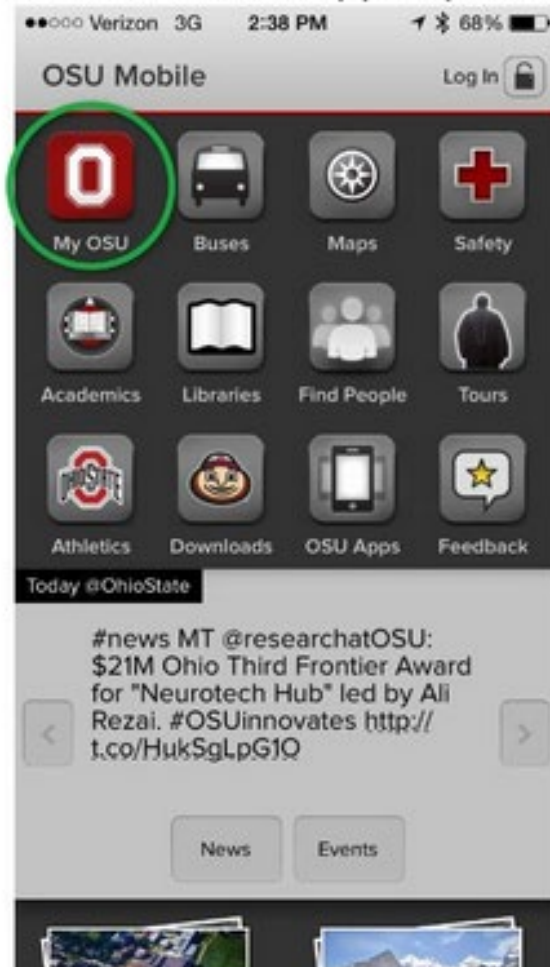 Verizon 3G 2:38 PM 68%
OSU Mobile Log In
O
My OSU Buses Maps Safety
Academics Libraries Find People Tours
OHIO STATE
Athletics Downloads OSU Apps Feedback
Today @OhioState
#news MT @researchatOSU:
$21M Ohio Third Frontier Award
for "Neurotech Hub" led by Ali
Rezai. #OSUinnovates http://
t.co/HukSgLpG1O
< >
News Events